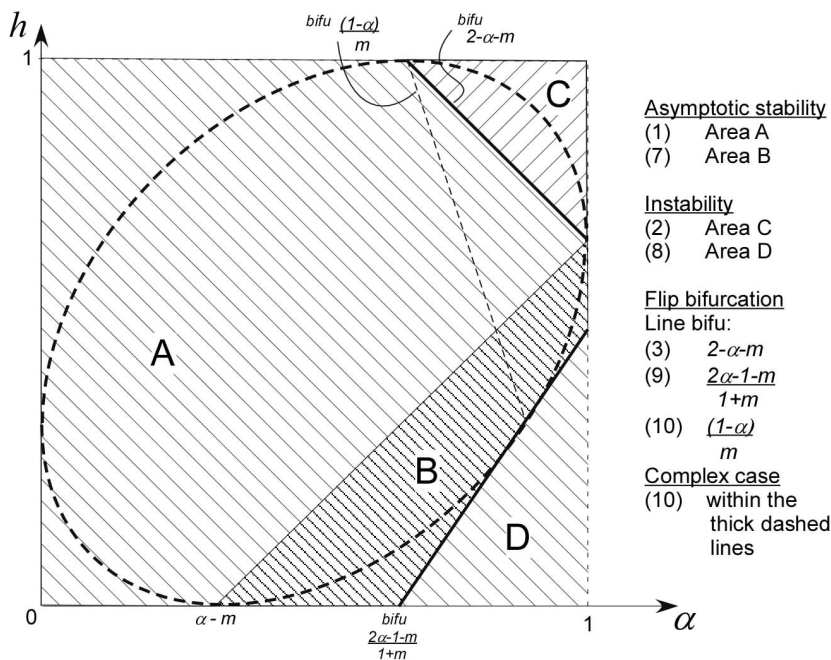 h
bifu (1-α)
m
bifu 2-α-m
1
C
A
B
D
0
α - m
bifu
2α-1-m
1+m
1
α
Asymptotic stability
(1) Area A
(7) Area B
Instability
(2) Area C
(8) Area D
Flip bifurcation
Line bifu:
(3) 2-α-m
(9) 2α-1-m
1+m
(10) (1-α)
m
Complex case
(10) within the
thick dashed
lines